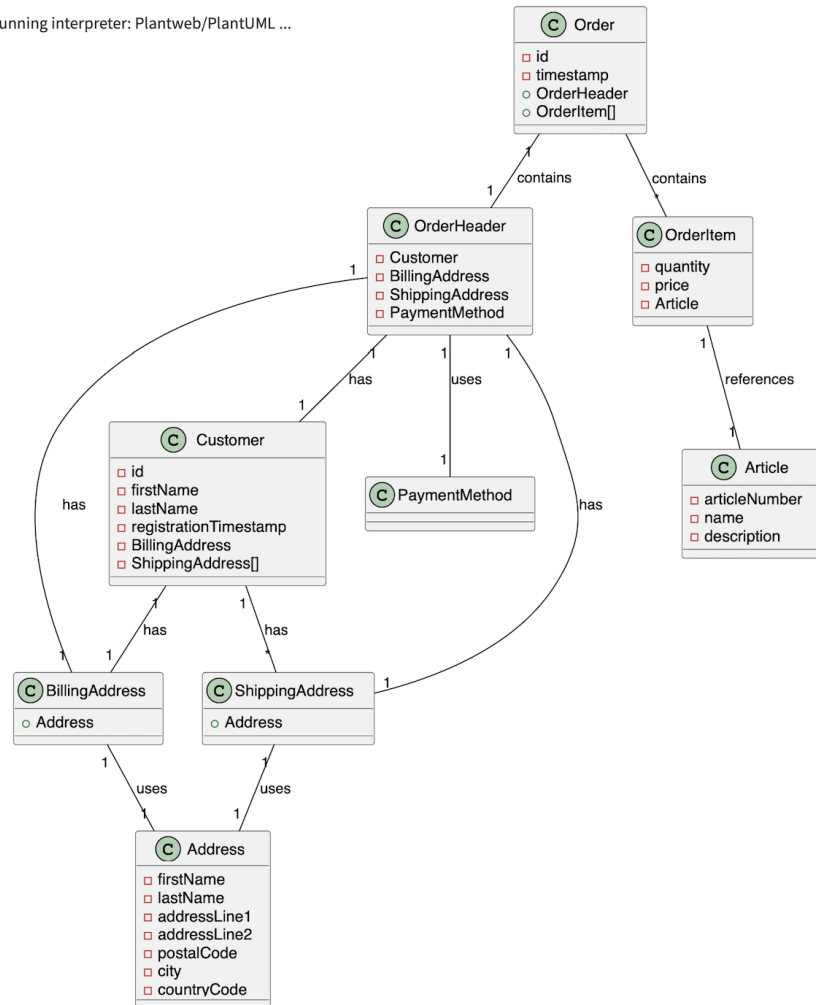 unning interpreter: Plantweb/PlantUML ...
C Order
id
timestamp
OrderHeader
OrderItem[]
1
contains
1
contains
*
C OrderHeader
Customer
BillingAddress
ShippingAddress
PaymentMethod
C OrderItem
quantity
price
Article
1
1
has
1
1
uses
1
1
has
1
references
1
has
C Customer
id
firstName
lastName
registrationTimestamp
BillingAddress
ShippingAddress[]
C PaymentMethod
C Article
articleNumber
name
description
1
1
has
1
1
has
*
1
C BillingAddress
Address
C ShippingAddress
Address
1
uses
1
1
uses
1
C Address
firstName
lastName
addressLine1
addressLine2
postalCode
city
countryCode